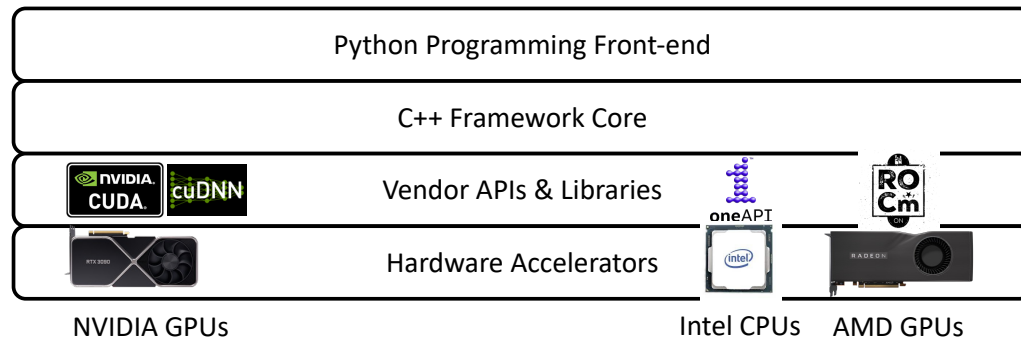 Python Programming Front-end
C++ Framework Core
NVIDIA.
CUDA.
cuDNN
Vendor APIs & Libraries
oneAPI
RO
Cm
ON
RTX 3090
Hardware Accelerators
intel
RADEON
NVIDIA GPUs
Intel CPUs
AMD GPUs